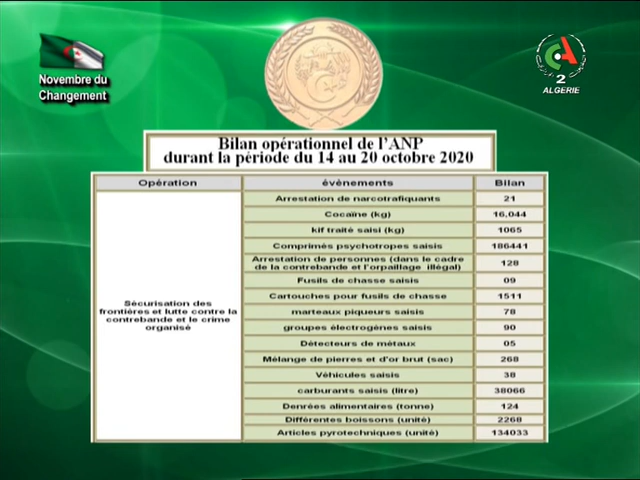 Novembre du
Changement
2
ALGERIE
Bilan opérationnel de l'ANP
durant la période du 14 au 20 octobre 2020
Opération évènements Bilan
Sécurisation des
frontières et lutte contre la
contrebande et le crime
organisé
Arrestation de narcotrafiquants 21
Cocaïne (kg) 16,044
kif traité saisi (kg) 1065
Comprimés psychotropes saisis 186441
Arrestation de personnes (dans le cadre
de la contrebande et l'orpaillage illégal) 128
Fusils de chasse saisis 09
Cartouches pour fusils de chasse 1511
marteaux piqueurs saisis 78
groupes électrogènes saisis 90
Détecteurs de métaux 05
Mélange de pierres et d'or brut (sac) 268
Véhicules saisis 38
carburants saisis (litre) 38066
Denrées alimentaires (tonne) 124
Différentes boissons (unité) 2268
Articles pyrotechniques (unité) 134033